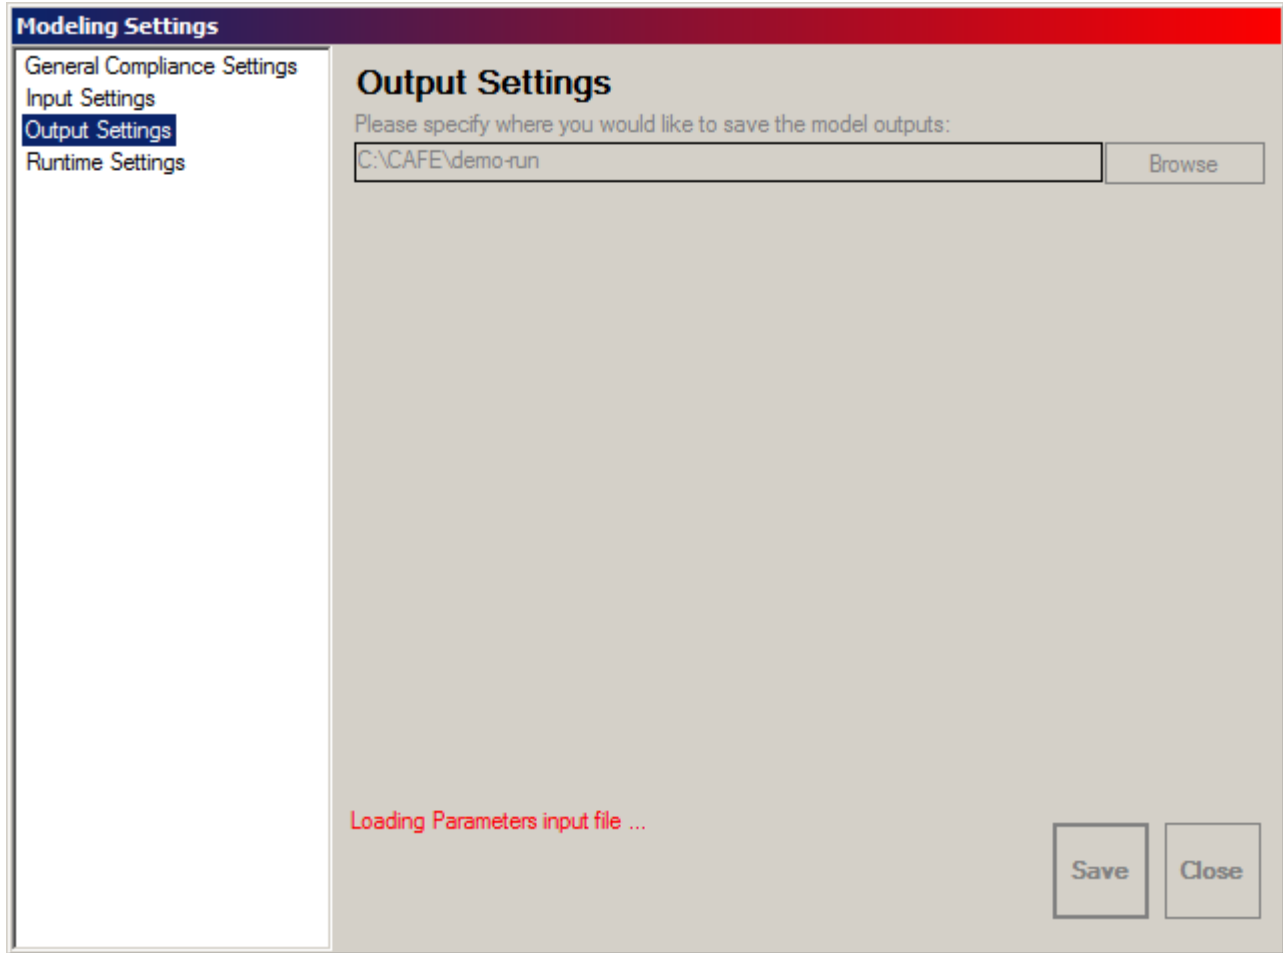 Modeling Settings
General Compliance Settings
Input Settings
Output Settings
Runtime Settings
Output Settings
Please specify where you would like to save the model outputs:
C:\CAFE\demo-run
Browse
Loading Parameters input file ...
Save
Close